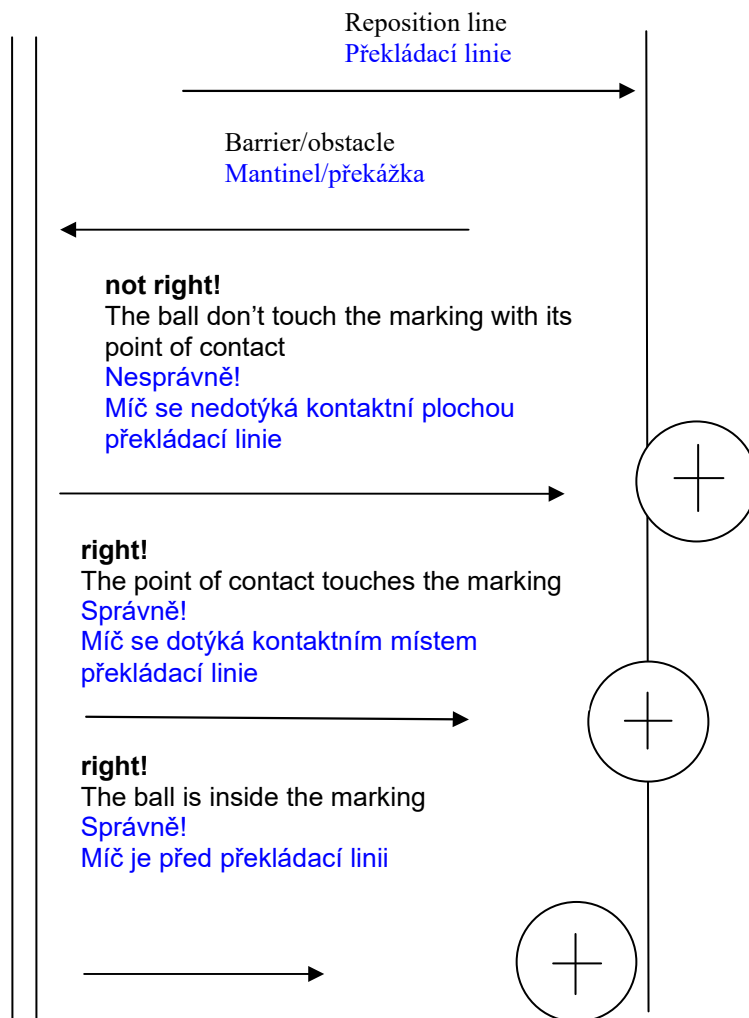 Reposition line
Překládací linie
Barrier/obstacle
Mantinel/překážka
not right!
The ball don’t touch the marking with its
point of contact
Nesprávně!
Míč se nedotýká kontaktní plochou
překládací linie
right!
The point of contact touches the marking
Správně!
Míč se dotýká kontaktním místem
překládací linie
right!
The ball is inside the marking
Správně!
Míč je před překládací linii